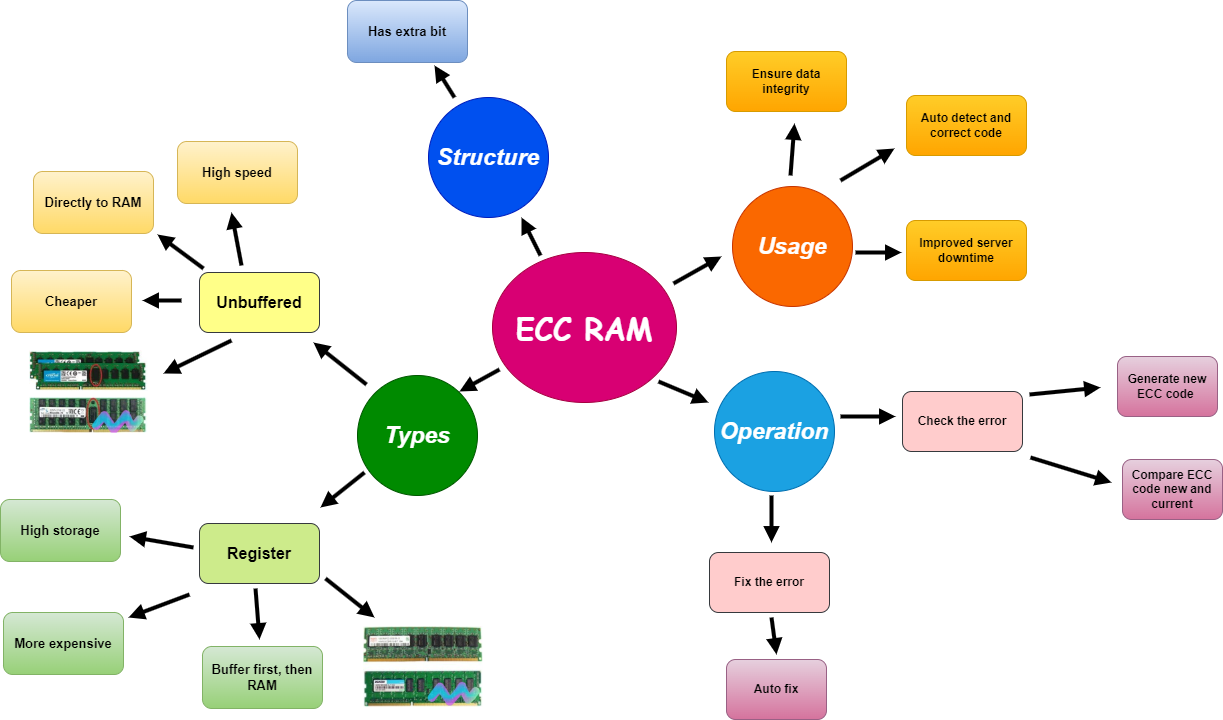 Has extra bit
Structure
Ensure data
integrity
Auto detect and
correct code
Usage
Improved server
downtime
High speed
Directly to RAM
Cheaper
Unbuffered
ECC RAM
Types
Operation
Check the error
Generate new
ECC code
Compare ECC
code new and
current
Fix the error
Auto fix
High storage
Register
More expensive
Buffer first, then
RAM